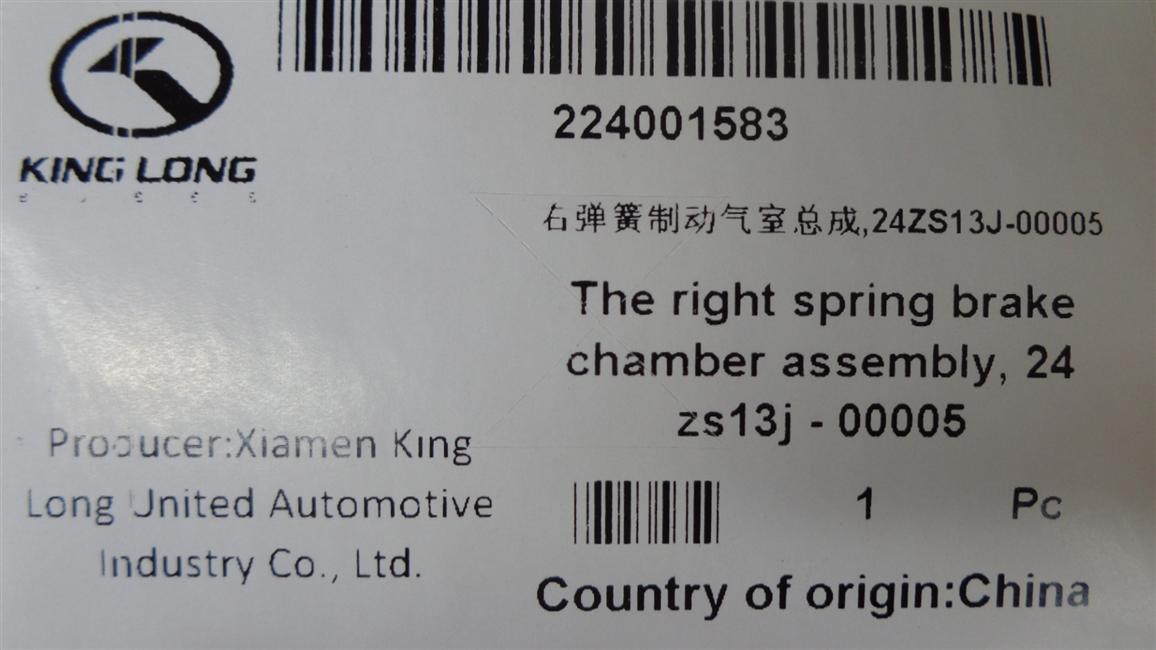 KING LONG
224001583
右弹簧制动气室总成,24ZS13J-00005
The right spring brake
chamber assembly, 24
zs13j - 00005
Producer:Xiamen King
Long United Automotive
Industry Co., Ltd.
1 Pc
Country of origin:China